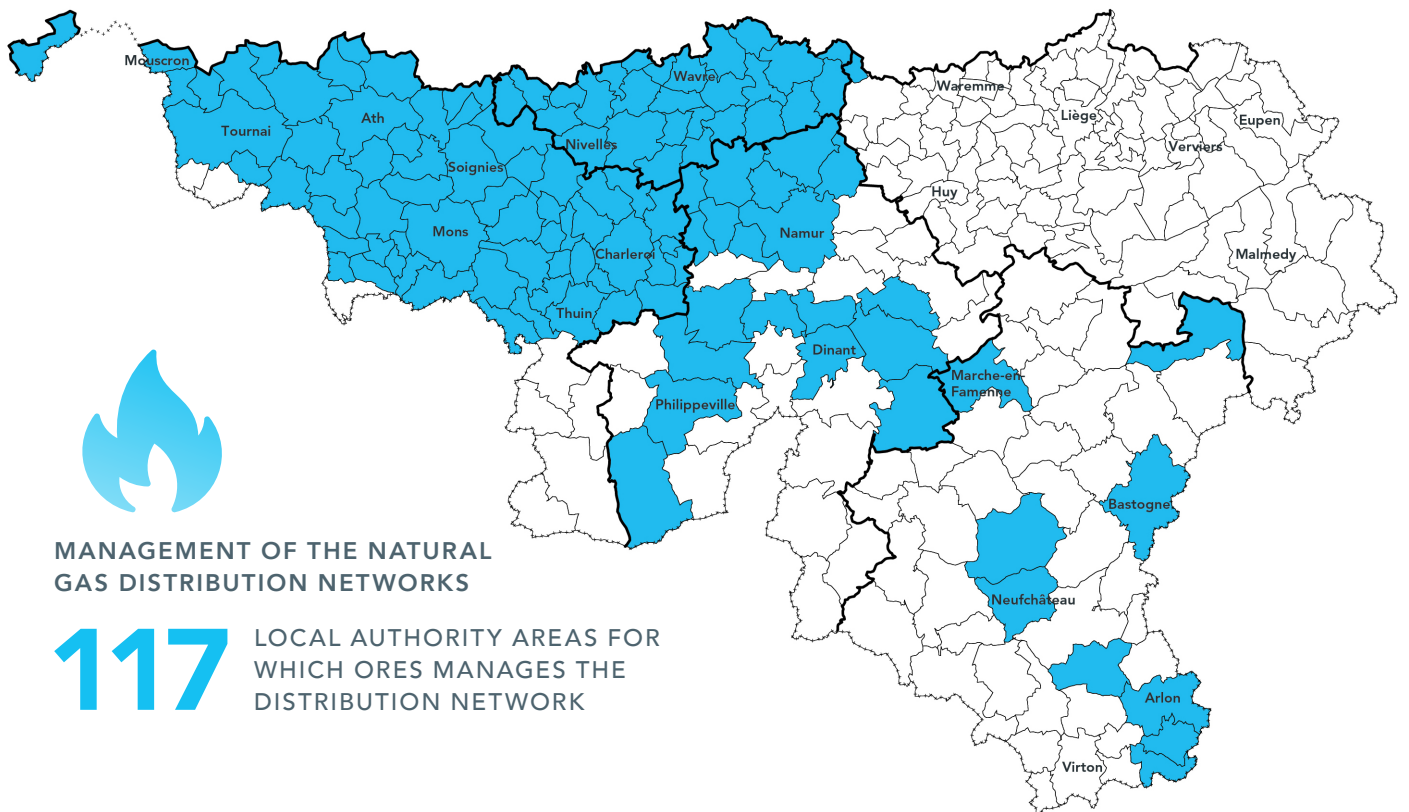 Mouscron
Wavre
Waremme
Ath
Tournai
Liège
Eupen
Nivelles
Verviers
Soignies
Huy
Mons
Namur
Charleroi
Malmedy
Thuin
Dinant
Marche-en-
Famenne
Philippeville
Bastogne
Neufchâteau
Arlon
Virton
MANAGEMENT OF THE NATURAL
GAS DISTRIBUTION NETWORKS
117
LOCAL AUTHORITY AREAS FOR
WHICH ORES MANAGES THE
DISTRIBUTION NETWORK